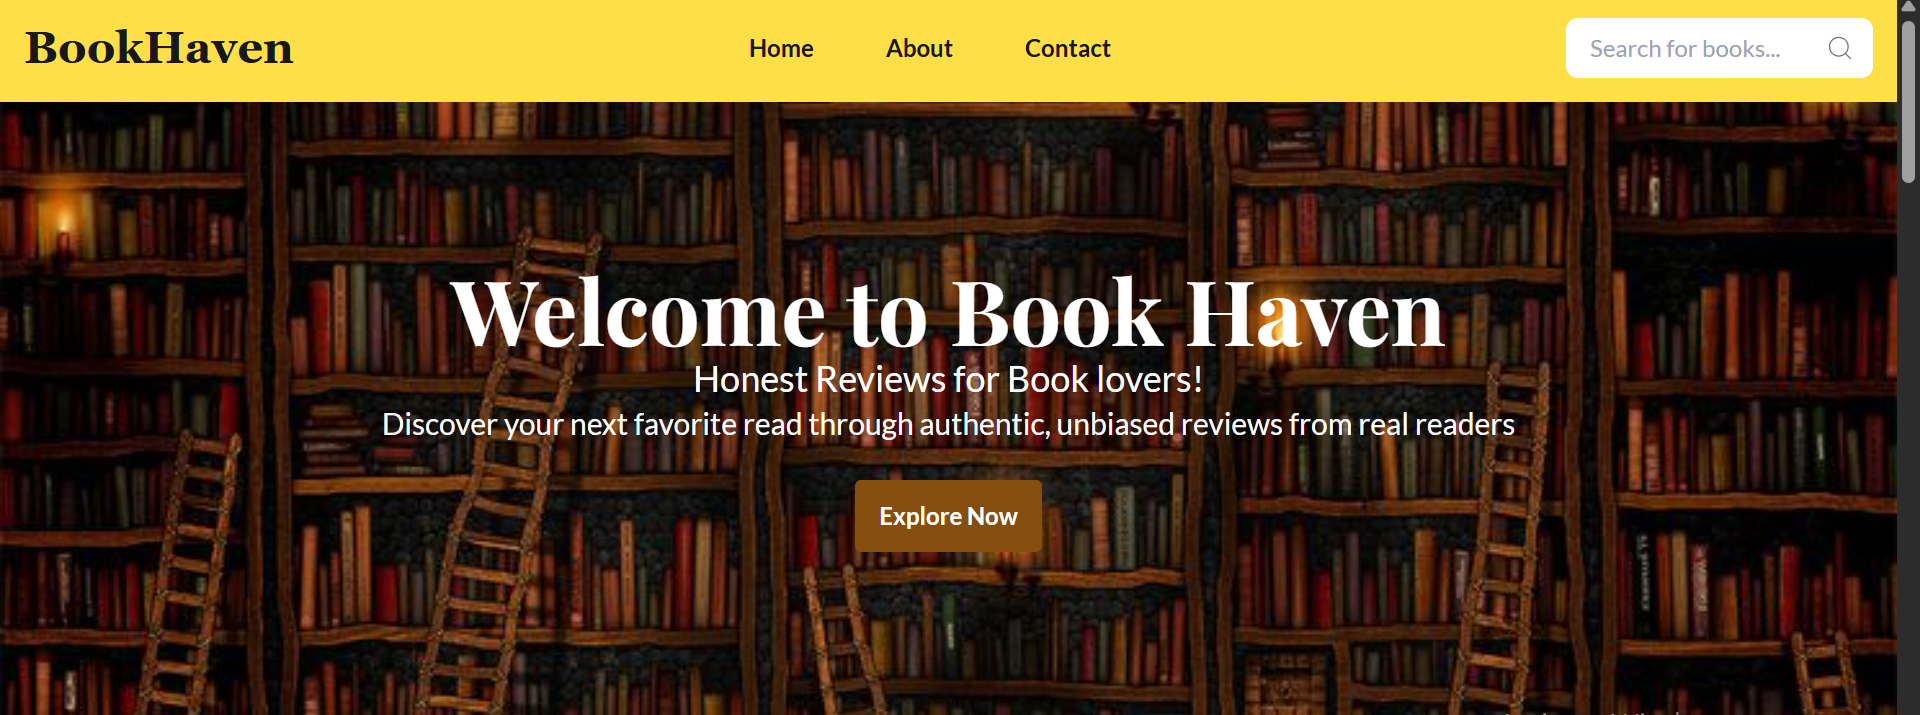 BookHaven
Home
About
Contact
Search for books...
Welcome to Book Haven
Honest Reviews for Book lovers!
Discover your next favorite read through authentic, unbiased reviews from real readers
Explore Now